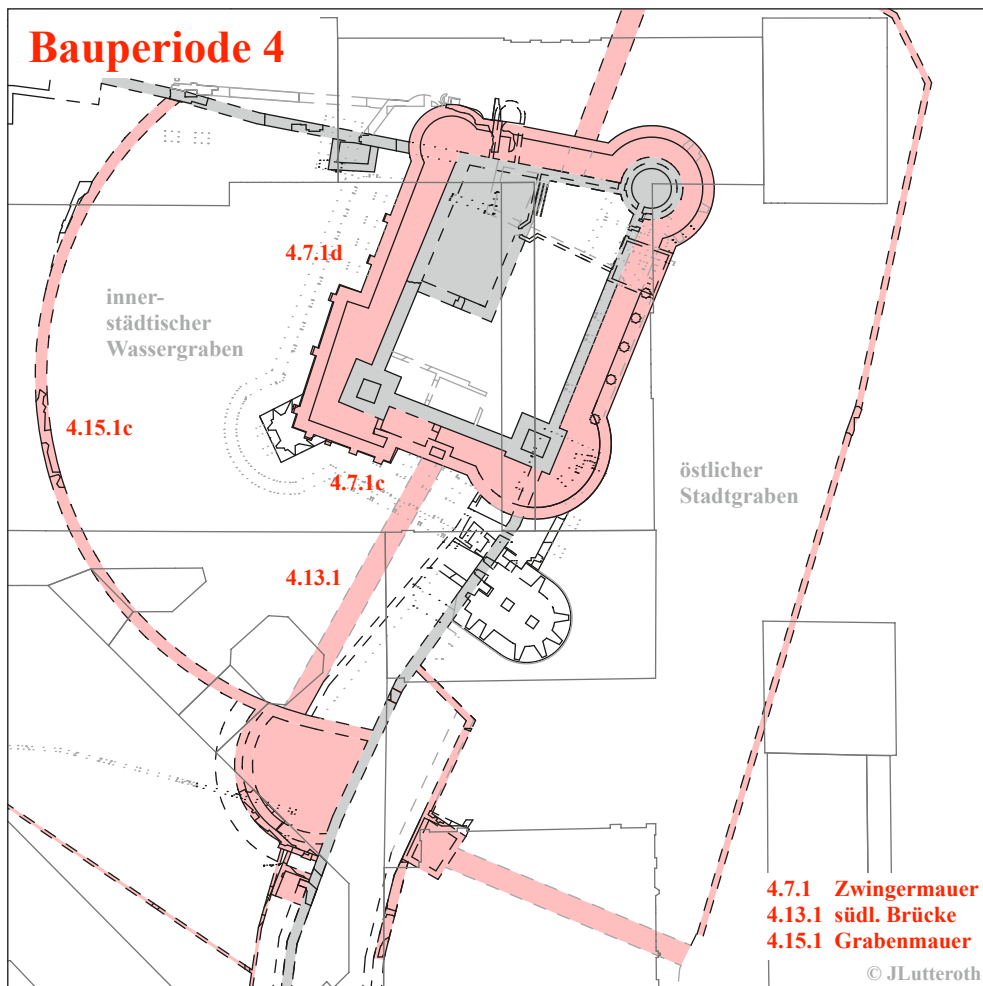 Bauperiode 4
4.7.1d
inner-
städtischer
Wassergraben
4.15.1c
4.7.1c
östlicher
Stadtgraben
4.13.1
4.7.1 Zwingermauer
4.13.1 südl. Brücke
4.15.1 Grabenmauer
© JLutteroth